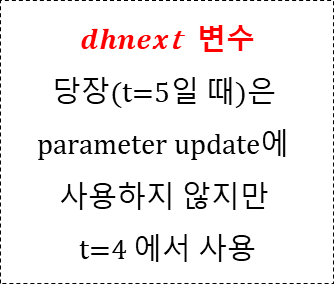 dhnext 변수
당장(t=5일 때)은
parameter update에
사용하지 않지만
t=4 에서 사용